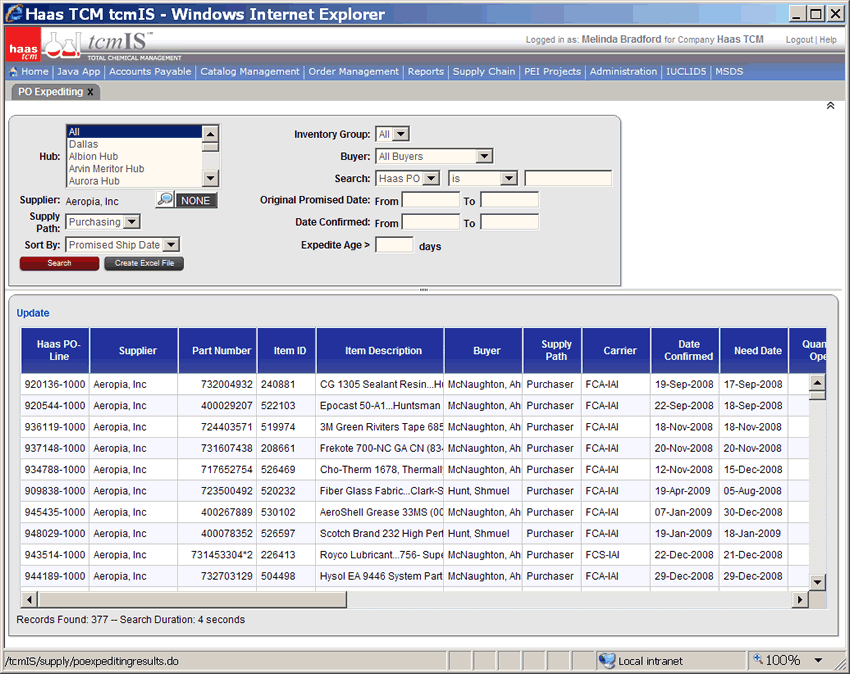 Haas TCM tcmIS - Windows Internet Explorer
haas tcm
tcmIS™
TOTAL CHEMICAL MANAGEMENT
Logged in as: Melinda Bradford for Company Haas TCM
Logout | Help
Home | Java App | Accounts Payable | Catalog Management | Order Management | Reports | Supply Chain | PEI Projects | Administration | IUCLID5 | MSDS
PO Expediting X
Hub: All
Dallas
Albion Hub
Arvin Meritor Hub
Aurora Hub
Supplier: Aeropia, Inc NONE
Supply Path: Purchasing
Sort By: Promised Ship Date
Search Create Excel File
Inventory Group: All
Buyer: All Buyers
Search: Haas PO is
Original Promised Date: From To
Date Confirmed: From To
Expedite Age > days
Update
Haas PO-Line Supplier Part Number Item ID Item Description Buyer Supply Path Carrier Date Confirmed Need Date Quan Ope
920136-1000 Aeropia, Inc 732004932 240881 CG 1305 Sealant Resin...Hu McNaughton, Ah Purchaser FCA-IAI 19-Sep-2008 17-Sep-2008
920544-1000 Aeropia, Inc 400029207 522103 Epocast 50-A1...Huntsman McNaughton, Ah Purchaser FCA-IAI 22-Sep-2008 18-Sep-2008
936119-1000 Aeropia, Inc 724403571 519974 3M Green Riviters Tape 685 McNaughton, Ah Purchaser FCA-IAI 18-Nov-2008 18-Nov-2008
937148-1000 Aeropia, Inc 731607438 208661 Frekote 700-NC GA CN (834 McNaughton, Ah Purchaser FCA-IAI 20-Nov-2008 20-Nov-2008
934788-1000 Aeropia, Inc 717652754 526469 Cho-Therm 1678, Thermally McNaughton, Ah Purchaser FCA-IAI 12-Nov-2008 15-Dec-2008
909838-1000 Aeropia, Inc 723500492 520232 Fiber Glass Fabric...Clark-S Hunt, Shmuel Purchaser FCA-IAI 19-Apr-2009 05-Aug-2008
945435-1000 Aeropia, Inc 400267889 530102 AeroShell Grease 33MS (00 McNaughton, Ah Purchaser FCA-IAI 07-Jan-2009 30-Dec-2008
948029-1000 Aeropia, Inc 400078352 526597 Scotch Brand 232 High Perf Hunt, Shmuel Purchaser FCA-IAI 19-Jan-2009 18-Jan-2009
943514-1000 Aeropia, Inc 731453304*2 226413 Royco Lubricant...756- Supe McNaughton, Ah Purchaser FCS-IAI 22-Dec-2008 21-Dec-2008
944189-1000 Aeropia, Inc 732703129 504498 Hysol EA 9446 System Part McNaughton, Ah Purchaser FCA-IAI 29-Dec-2008 29-Dec-2008
Records Found: 377 -- Search Duration: 4 seconds
/tcmIS/supply/poexpeditingresults.do Local intranet 100%